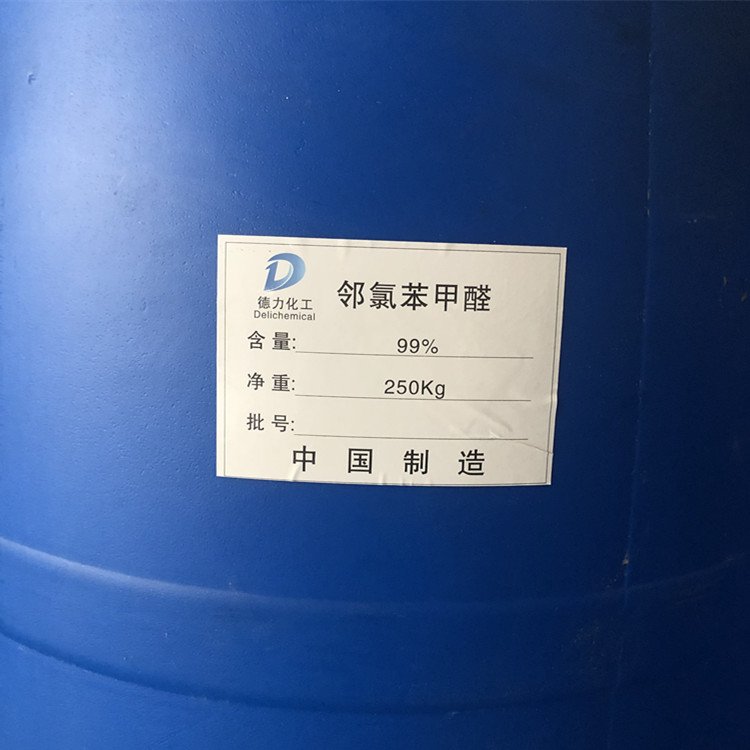 德力化工
Delichemical
邻氯苯甲醛
含量: 99%
净重: 250Kg
批号:
中国制造